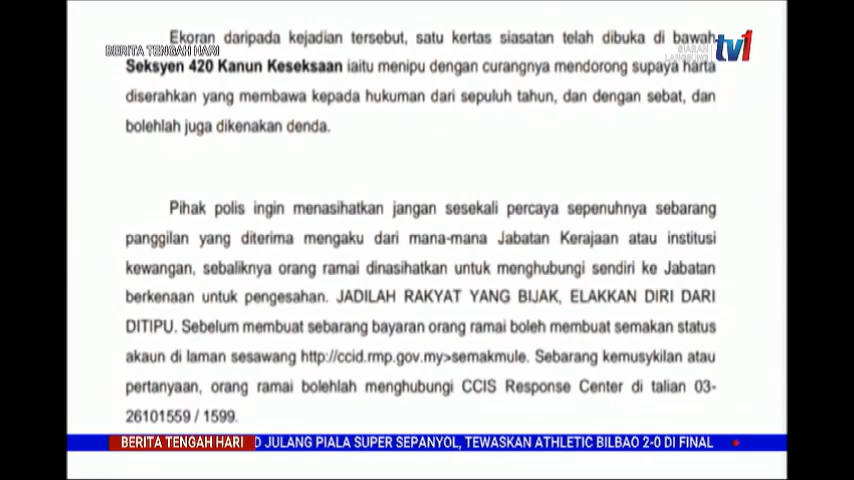 Ekoran daripada kejadian tersebut, satu kertas siasatan telah dibuka di bawah
BERITA TENGAH HARI
SIARAN
LANGSUNG
tv1
Seksyen 420 Kanun Keseksaan iaitu menipu dengan curangnya mendorong supaya harta
diserahkan yang membawa kepada hukuman dari sepuluh tahun, dan dengan sebat, dan
bolehlah juga dikenakan denda.
Pihak polis ingin menasihatkan jangan sesekali percaya sepenuhnya sebarang
panggilan yang diterima mengaku dari mana-mana Jabatan Kerajaan atau institusi
kewangan, sebaliknya orang ramai dinasihatkan untuk menghubungi sendiri ke Jabatan
berkenaan untuk pengesahan. JADILAH RAKYAT YANG BIJAK, ELAKKAN DIRI DARI
DITIPU. Sebelum membuat sebarang bayaran orang ramai boleh membuat semakan status
akaun di laman sesawang http://ccid.rmp.gov.my>semakmule. Sebarang kemusykilan atau
pertanyaan, orang ramai bolehlah menghubungi CCIS Response Center di talian 03-
26101559 / 1599.
BERITA TENGAH HARI D JULANG PIALA SUPER SEPANYOL, TEWASKAN ATHLETIC BILBAO 2-0 DI FINAL